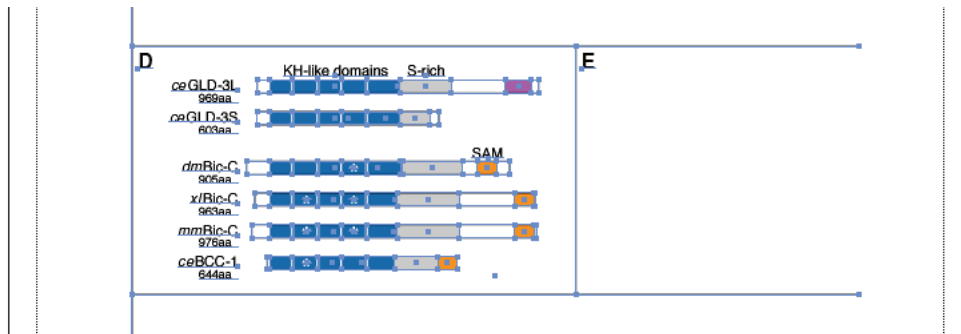 D
E
KH-like domains S-rich
ceGLD-3L
969aa
ceGLD-3S
603aa
SAM
dmBic-C
905aa
xlBic-C
963aa
mmBic-C
976aa
ceBCC-1
644aa